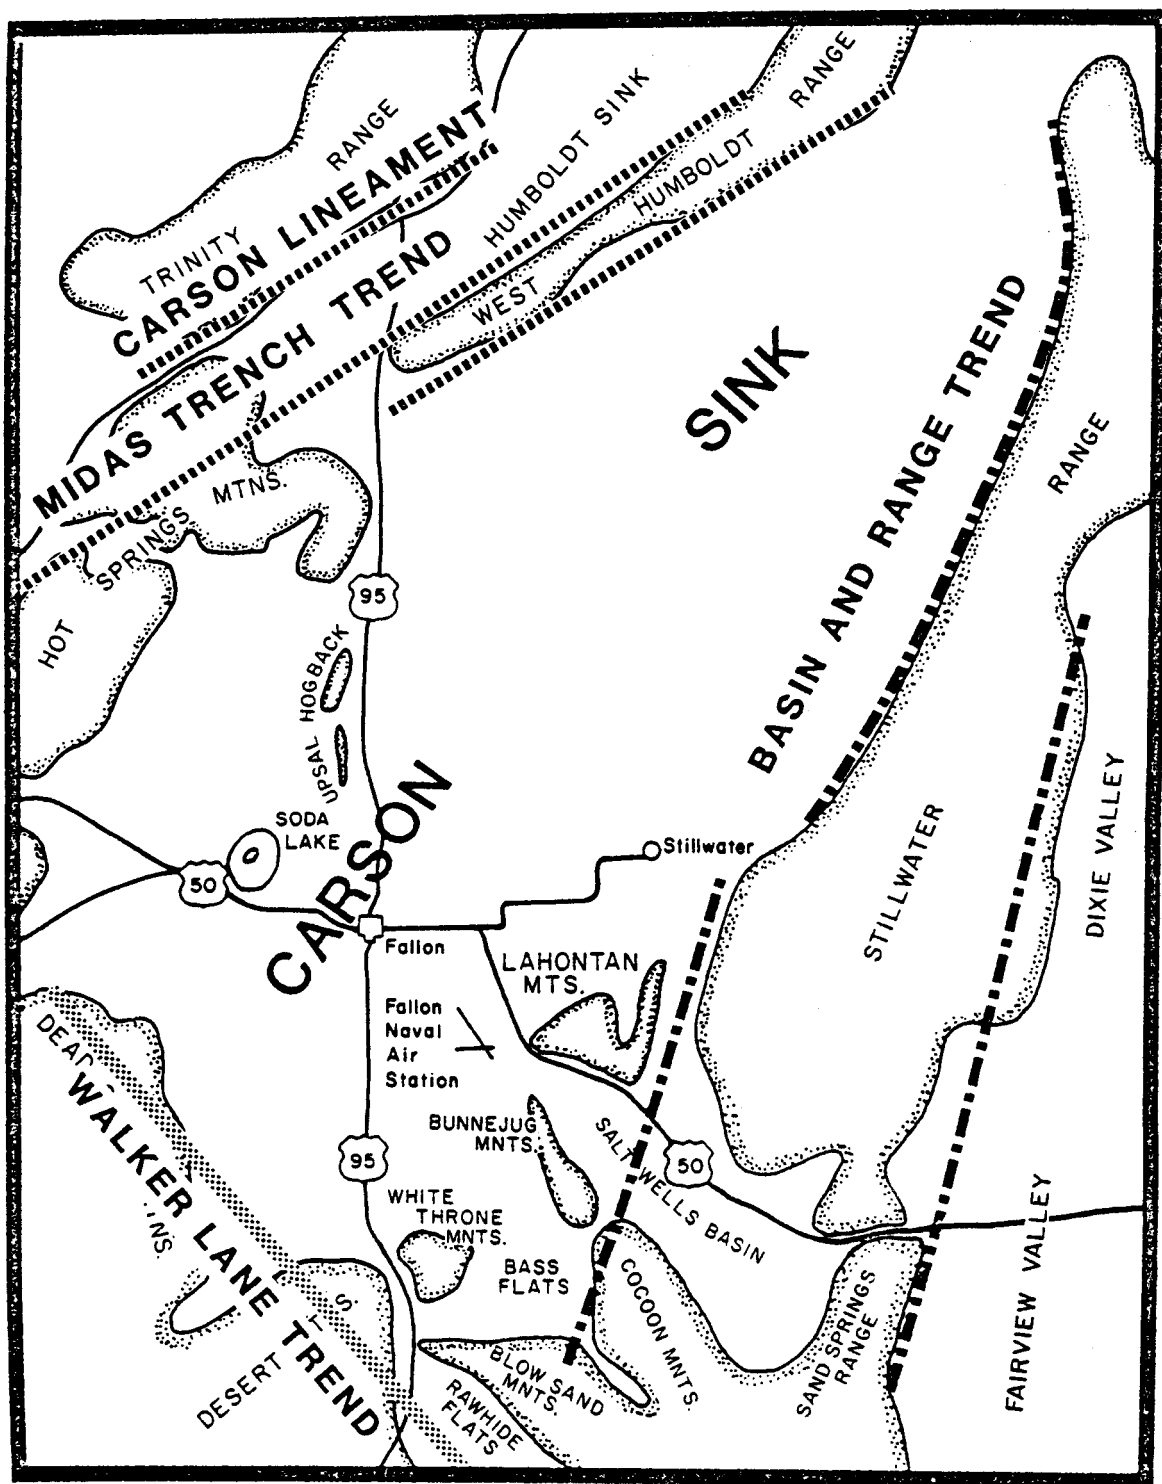 TRINITY
RANGE
CARSON LINEAMENT
HUMBOLDT SINK
WEST
HUMBOLDT
RANGE
MIDAS TRENCH TREND
HOT
SPRINGS
MTNS.
SINK
BASIN AND RANGE TREND
RANGE
95
UPSAL HOGBACK
SODA
LAKE
50
CARSON
Stillwater
Fallon
STILLWATER
DIXIE VALLEY
LAHONTAN
MTS.
Fallon
Naval
Air
Station
DEAD
WALKER LANE TREND
BUNNEJUG
MNTS.
SALT WELLS BASIN
50
95
WHITE
THRONE
MNTS.
BASS
FLATS
COCOON MNTS
SAND SPRINGS
RANGE
FAIRVIEW VALLEY
BLOW SAND
MNTS.
RAWHIDE
FLATS
DESERT